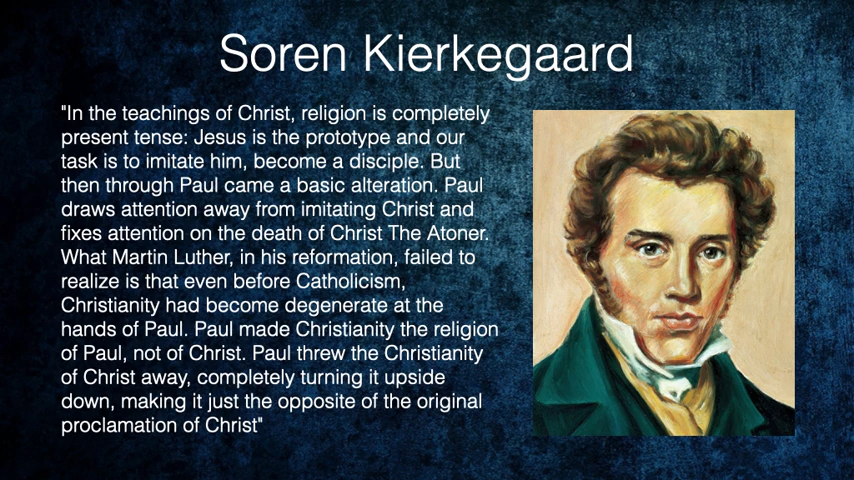 Soren Kierkegaard
"In the teachings of Christ, religion is completely
present tense: Jesus is the prototype and our
task is to imitate him, become a disciple. But
then through Paul came a basic alteration. Paul
draws attention away from imitating Christ and
fixes attention on the death of Christ The Atoner.
What Martin Luther, in his reformation, failed to
realize is that even before Catholicism,
Christianity had become degenerate at the
hands of Paul. Paul made Christianity the religion
of Paul, not of Christ. Paul threw the Christianity
of Christ away, completely turning it upside
down, making it just the opposite of the original
proclamation of Christ"